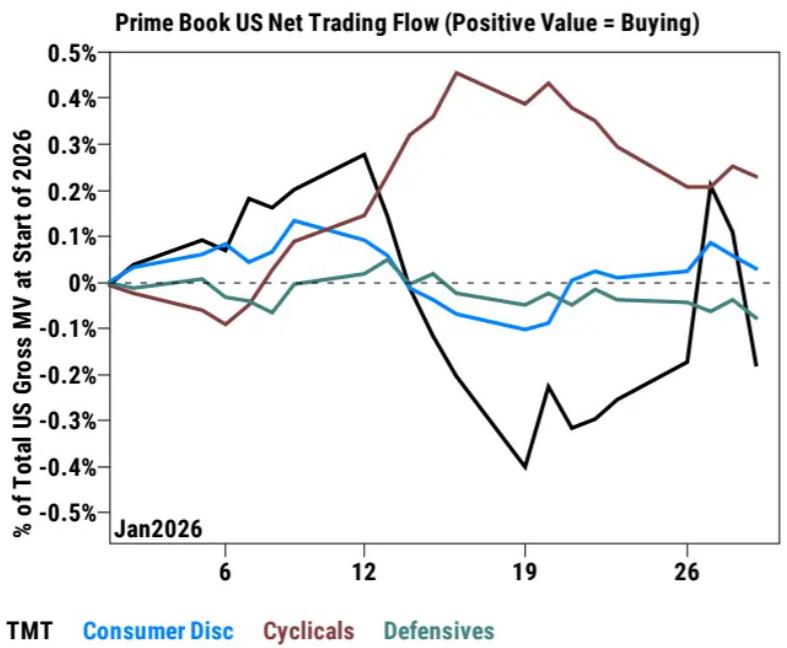 Prime Book US Net Trading Flow (Positive Value = Buying)
% of Total US Gross MV at Start of 2026
0.5%
0.4%
0.3%
0.2%
0.1%
0%
-0.1%
-0.2%
-0.3%
-0.4%
-0.5%
Jan2026
6 12 19 26
TMT Consumer Disc Cyclicals Defensives